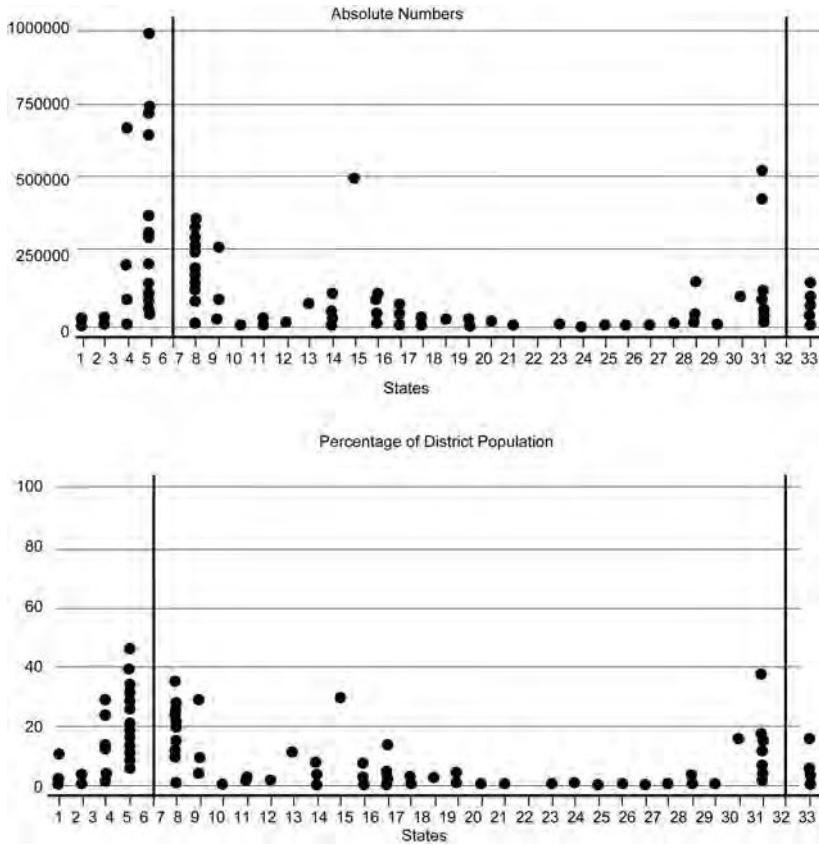 Absolute Numbers
1000000
750000
500000
250000
0
1 2 3 4 5 6 7 8 9 10 11 12 13 14 15 16 17 18 19 20 21 22 23 24 25 26 27 28 29 30 31 32 33
States
Percentage of District Population
100
80
60
40
20
0
1 2 3 4 5 6 7 8 9 10 11 12 13 14 15 16 17 18 19 20 21 22 23 24 25 26 27 28 29 30 31 32 33
States